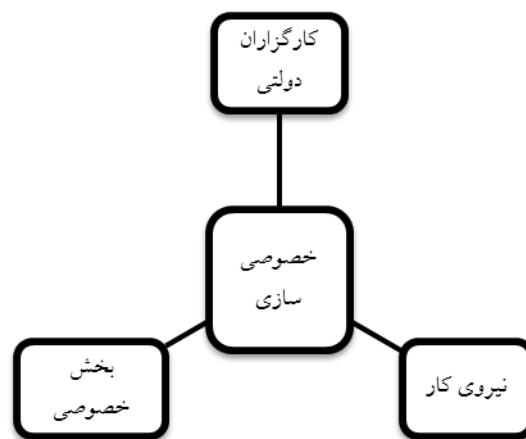 کارگزاران
دولتی
خصوصی
سازی
بخش
خصوصی
نیروی کار